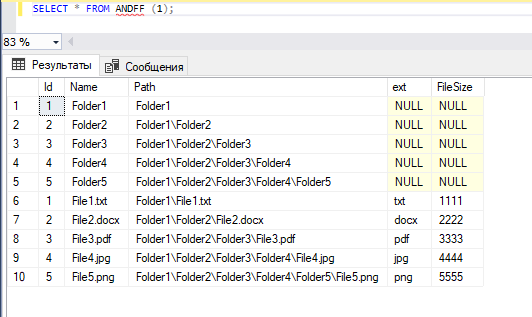 SELECT * FROM ANDFF (1);
83 %
Результаты Сообщения
Id Name Path ext FileSize
1 1 Folder1 Folder1 NULL NULL
2 2 Folder2 Folder1\Folder2 NULL NULL
3 3 Folder3 Folder1\Folder2\Folder3 NULL NULL
4 4 Folder4 Folder1\Folder2\Folder3\Folder4 NULL NULL
5 5 Folder5 Folder1\Folder2\Folder3\Folder4\Folder5 NULL NULL
6 1 File1.txt Folder1\File1.txt txt 1111
7 2 File2.docx Folder1\Folder2\File2.docx docx 2222
8 3 File3.pdf Folder1\Folder2\Folder3\File3.pdf pdf 3333
9 4 File4.jpg Folder1\Folder2\Folder3\Folder4\File4.jpg jpg 4444
10 5 File5.png Folder1\Folder2\Folder3\Folder4\Folder5\File5.png png 5555